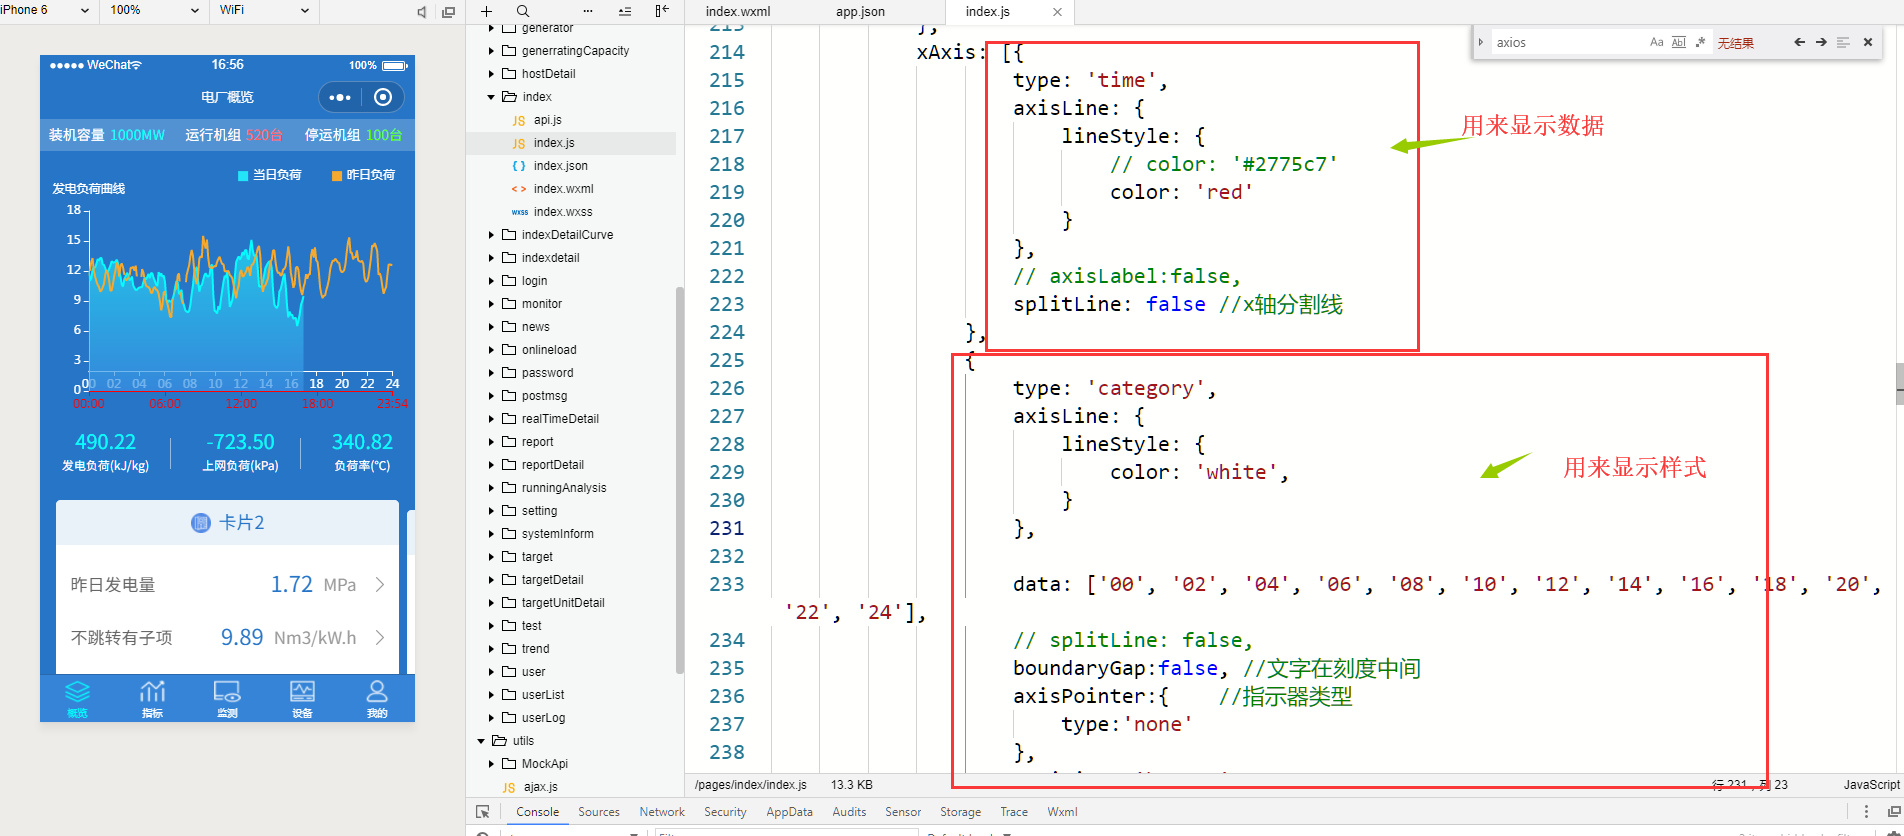 iPhone 6 100% WiFi
WeChat 16:56 100%
电厂概览
装机容量 1000MW 运行机组 520台 停运机组 100台
当日负荷 昨日负荷
发电负荷曲线
18
15
12
9
6
3
0
00 02 04 06 08 10 12 14 16 18 20 22 24
00:00 06:00 12:00 18:00 23:54
490.22 -723.50 340.82
发电负荷(kJ/kg) 上网负荷(kPa) 负荷率(℃)
卡片2
昨日发电量 1.72 MPa
不跳转有子项 9.89 Nm3/kW.h
概览 指标 监测 设备 我的
generator
generratingCapacity
hostDetail
index
JS api.js
JS index.js
{ } index.json
< > index.wxml
wxss index.wxss
indexDetailCurve
indexdetail
login
monitor
news
onlineload
password
postmsg
realTimeDetail
report
reportDetail
runningAnalysis
setting
systemInform
target
targetDetail
targetUnitDetail
test
trend
user
userList
userLog
utils
MockApi
JS ajax.js
index.wxml app.json index.js
axios Aa Abl .* 无结果
213 },
214 xAxis: [{
215 type: 'time',
216 axisLine: {
217 lineStyle: {
218 // color: '#2775c7'
219 color: 'red'
220 }
221 },
222 // axisLabel:false,
223 splitLine: false //x轴分割线
224 },
225 {
226 type: 'category',
227 axisLine: {
228 lineStyle: {
229 color: 'white',
230 }
231 },
232
233 data: ['00', '02', '04', '06', '08', '10', '12', '14', '16', '18', '20',
'22', '24'],
234 // splitLine: false,
235 boundaryGap:false, //文字在刻度中间
236 axisPointer:{ //指示器类型
237 type:'none'
238 },
用来显示数据
用来显示样式
/pages/index/index.js 13.3 KB 行 231，列 23 JavaScript
Console Sources Network Security AppData Audits Sensor Storage Trace Wxml